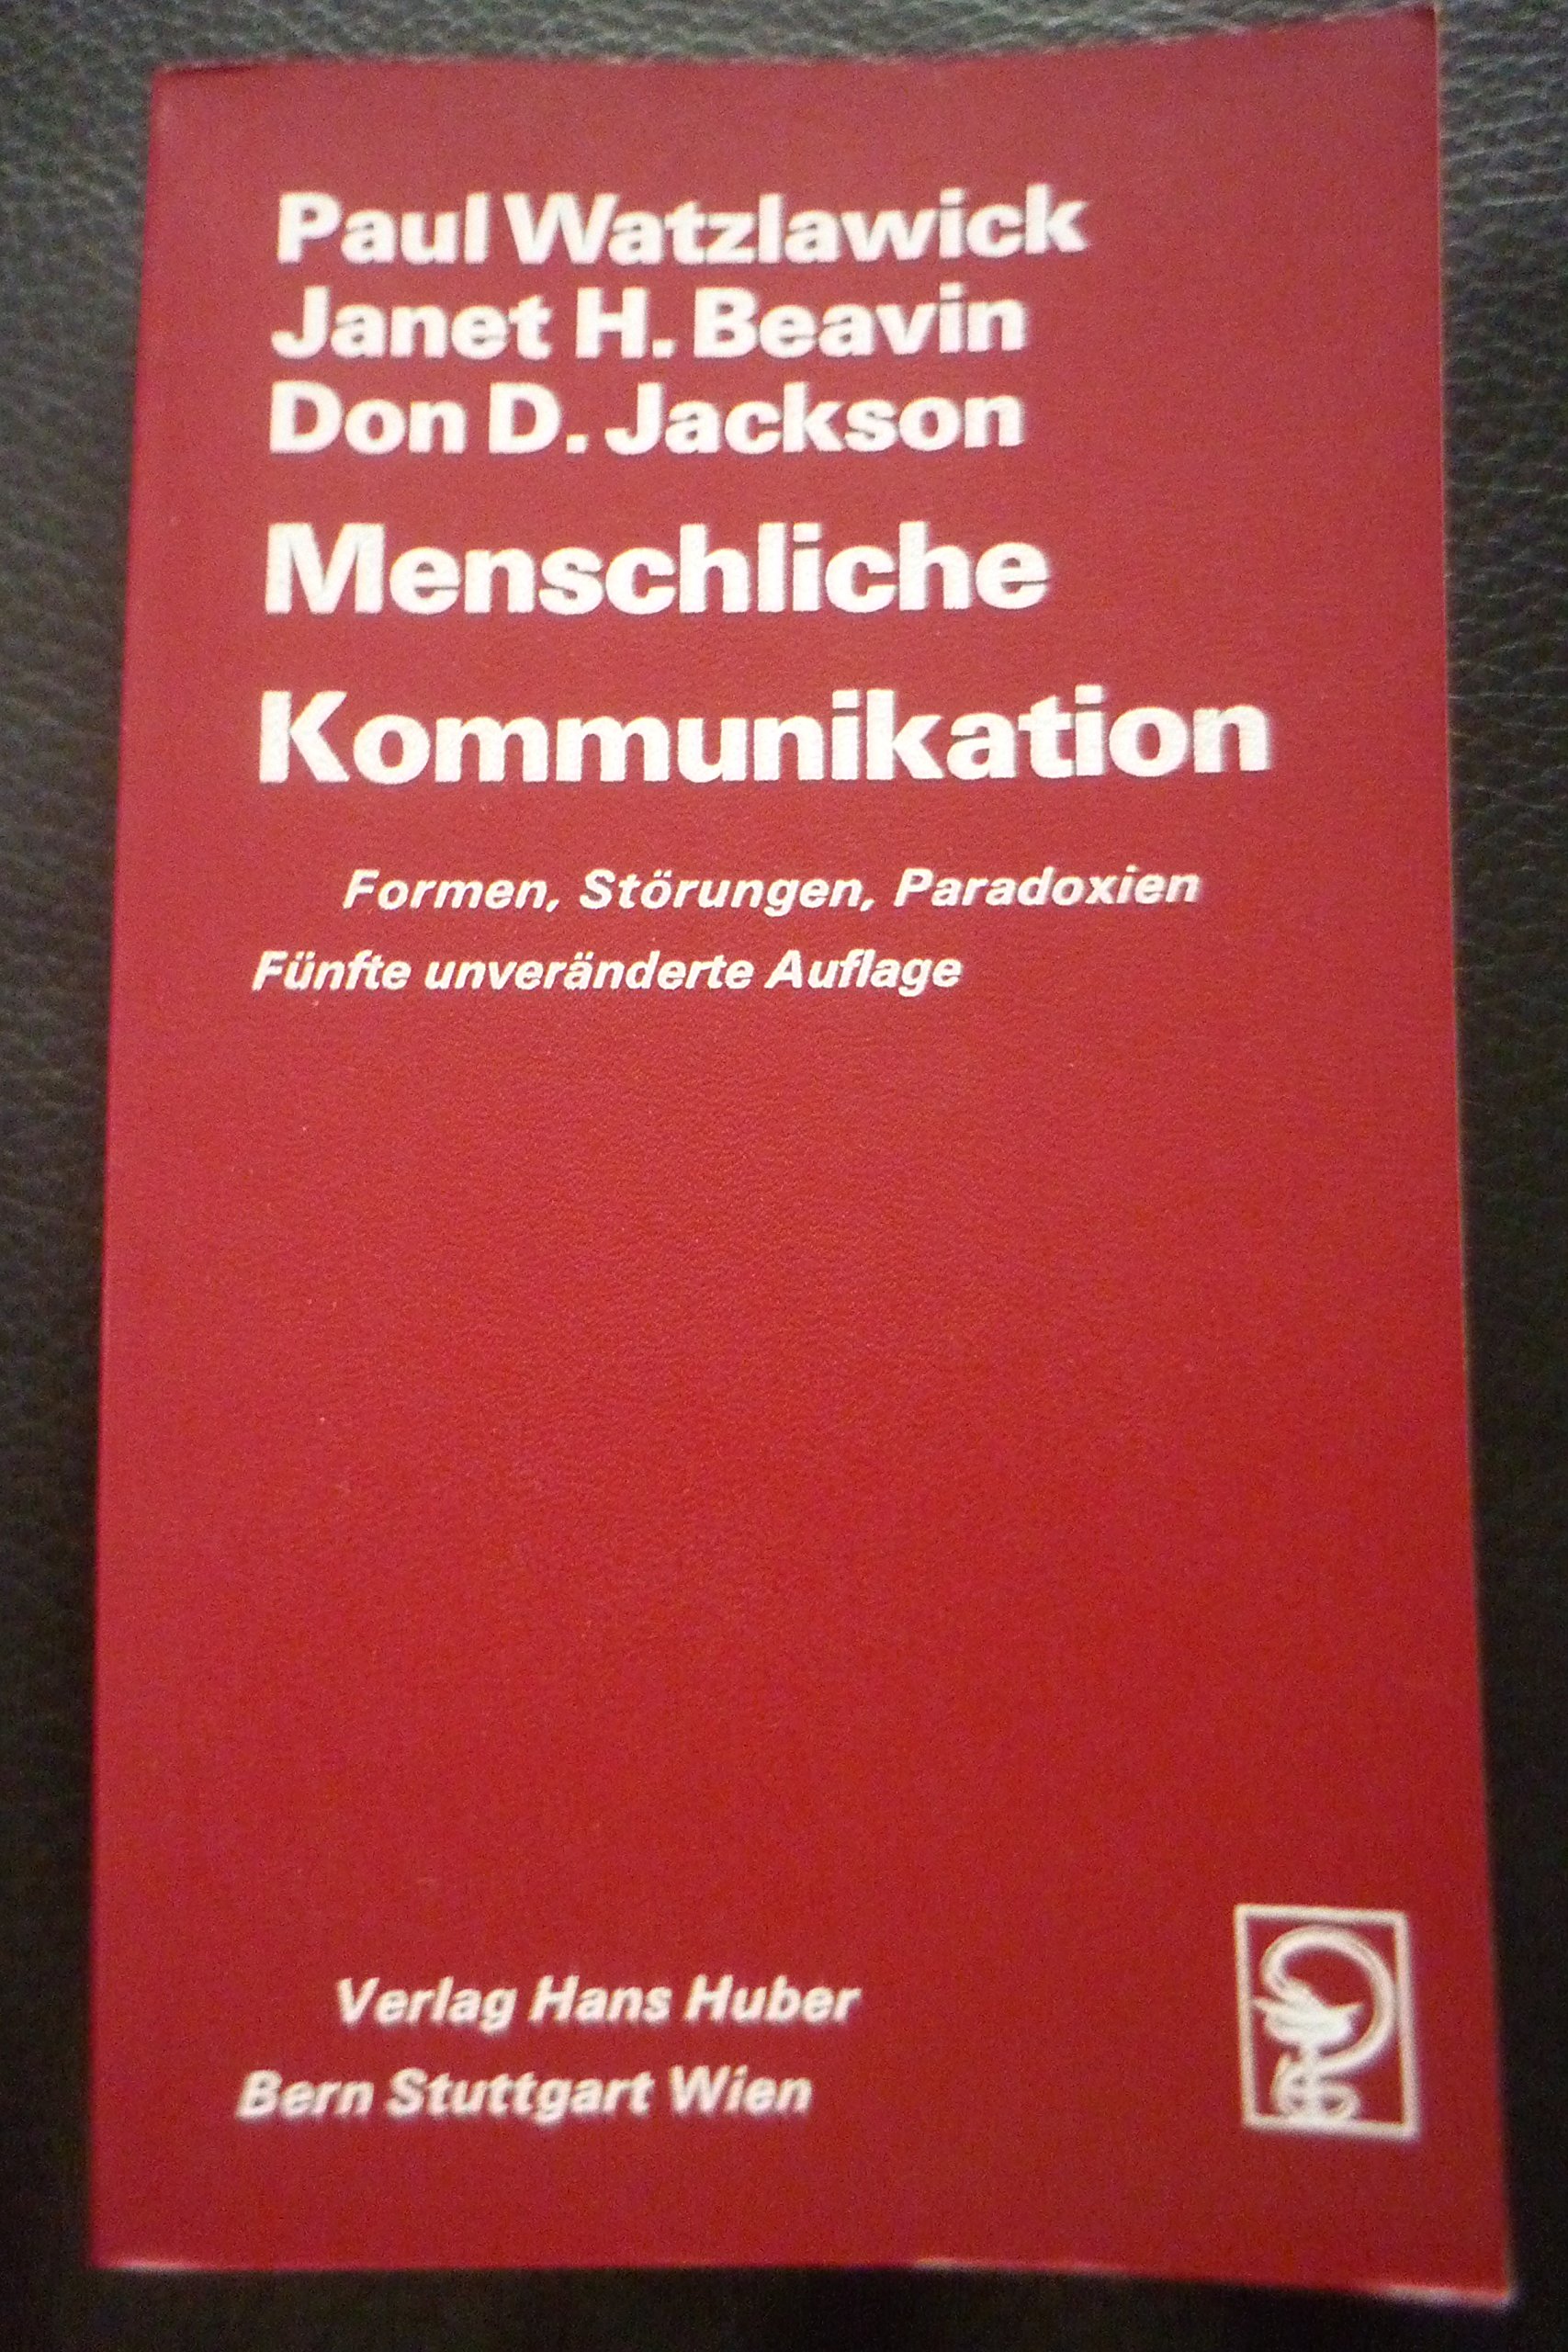 Paul Watzlawick
Janet H. Beavin
Don D. Jackson
Menschliche
Kommunikation
Formen, Störungen, Paradoxien
Fünfte unveränderte Auflage
Verlag Hans Huber
Bern Stuttgart Wien